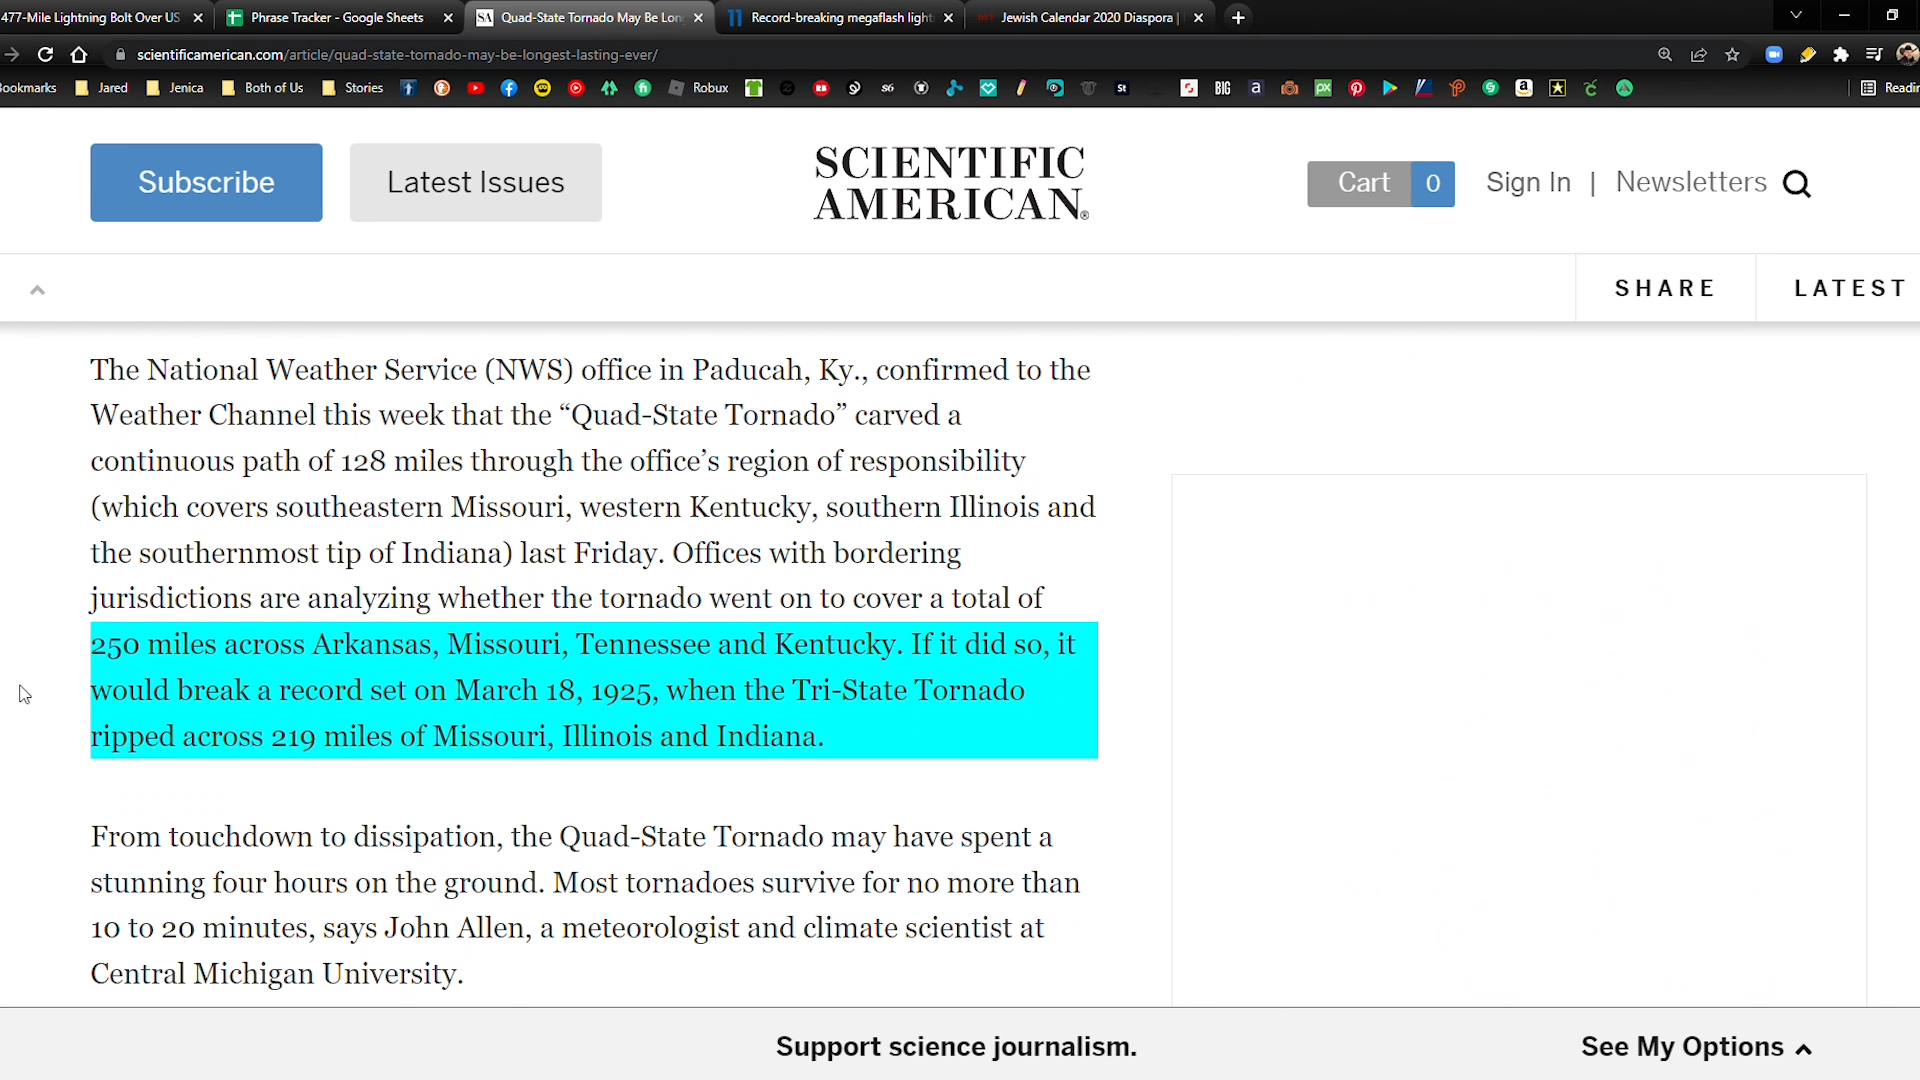 477-Mile Lightning Bolt Over US
Phrase Tracker - Google Sheets
SA
Quad-State Tornado May Be Lon
Record-breaking megaflash light
Jewish Calendar 2020 Diaspora |
scientificamerican.com/article/quad-state-tornado-may-be-longest-lasting-ever/
ookmarks
Jared
Jenica
Both of Us
Stories
Robux
St
BIG
a
px
Readin
Subscribe
Latest Issues
SCIENTIFIC
AMERICAN®
Cart 0
Sign In | Newsletters
SHARE
LATEST
The National Weather Service (NWS) office in Paducah, Ky., confirmed to the
Weather Channel this week that the “Quad-State Tornado” carved a
continuous path of 128 miles through the office’s region of responsibility
(which covers southeastern Missouri, western Kentucky, southern Illinois and
the southernmost tip of Indiana) last Friday. Offices with bordering
jurisdictions are analyzing whether the tornado went on to cover a total of
250 miles across Arkansas, Missouri, Tennessee and Kentucky. If it did so, it
would break a record set on March 18, 1925, when the Tri-State Tornado
ripped across 219 miles of Missouri, Illinois and Indiana.
From touchdown to dissipation, the Quad-State Tornado may have spent a
stunning four hours on the ground. Most tornadoes survive for no more than
10 to 20 minutes, says John Allen, a meteorologist and climate scientist at
Central Michigan University.
Support science journalism.
See My Options